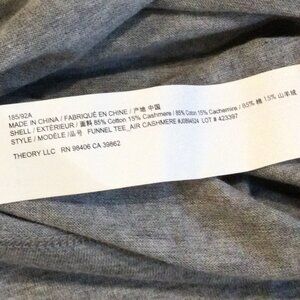 185/92A
MADE IN CHINA / FABRIQUÉ EN CHINE / 产地 中国
SHELL / EXTÉRIEUR / 面料 85% Cotton 15% Cashmere / 85% Coton 15% Cachemire / 85% 棉 15% 山羊绒
STYLE / MODÈLE /品号 FUNNEL TEE_AIR CASHMERE #J0894524 LOT # 423397
THEORY LLC RN 98406 CA 39862